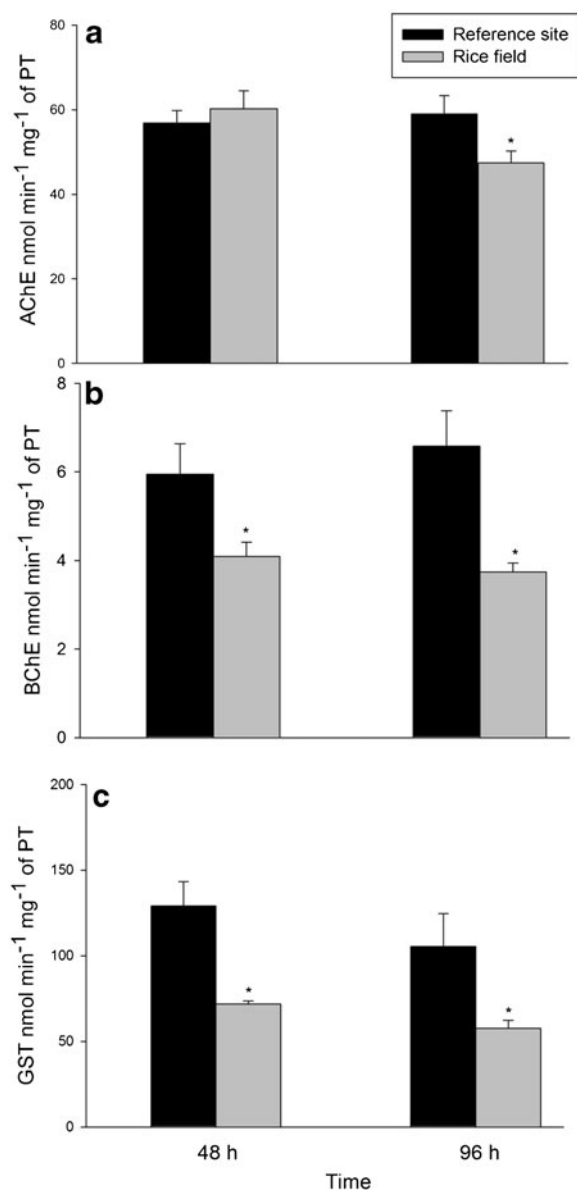 a
Reference site
Rice field
80
60
40
20
0
AChE nmol min⁻¹ mg⁻¹ of PT
*
b
8
6
4
2
0
BChE nmol min⁻¹ mg⁻¹ of PT
*
*
c
200
150
100
50
0
GST nmol min⁻¹ mg⁻¹ of PT
*
*
48 h
96 h
Time